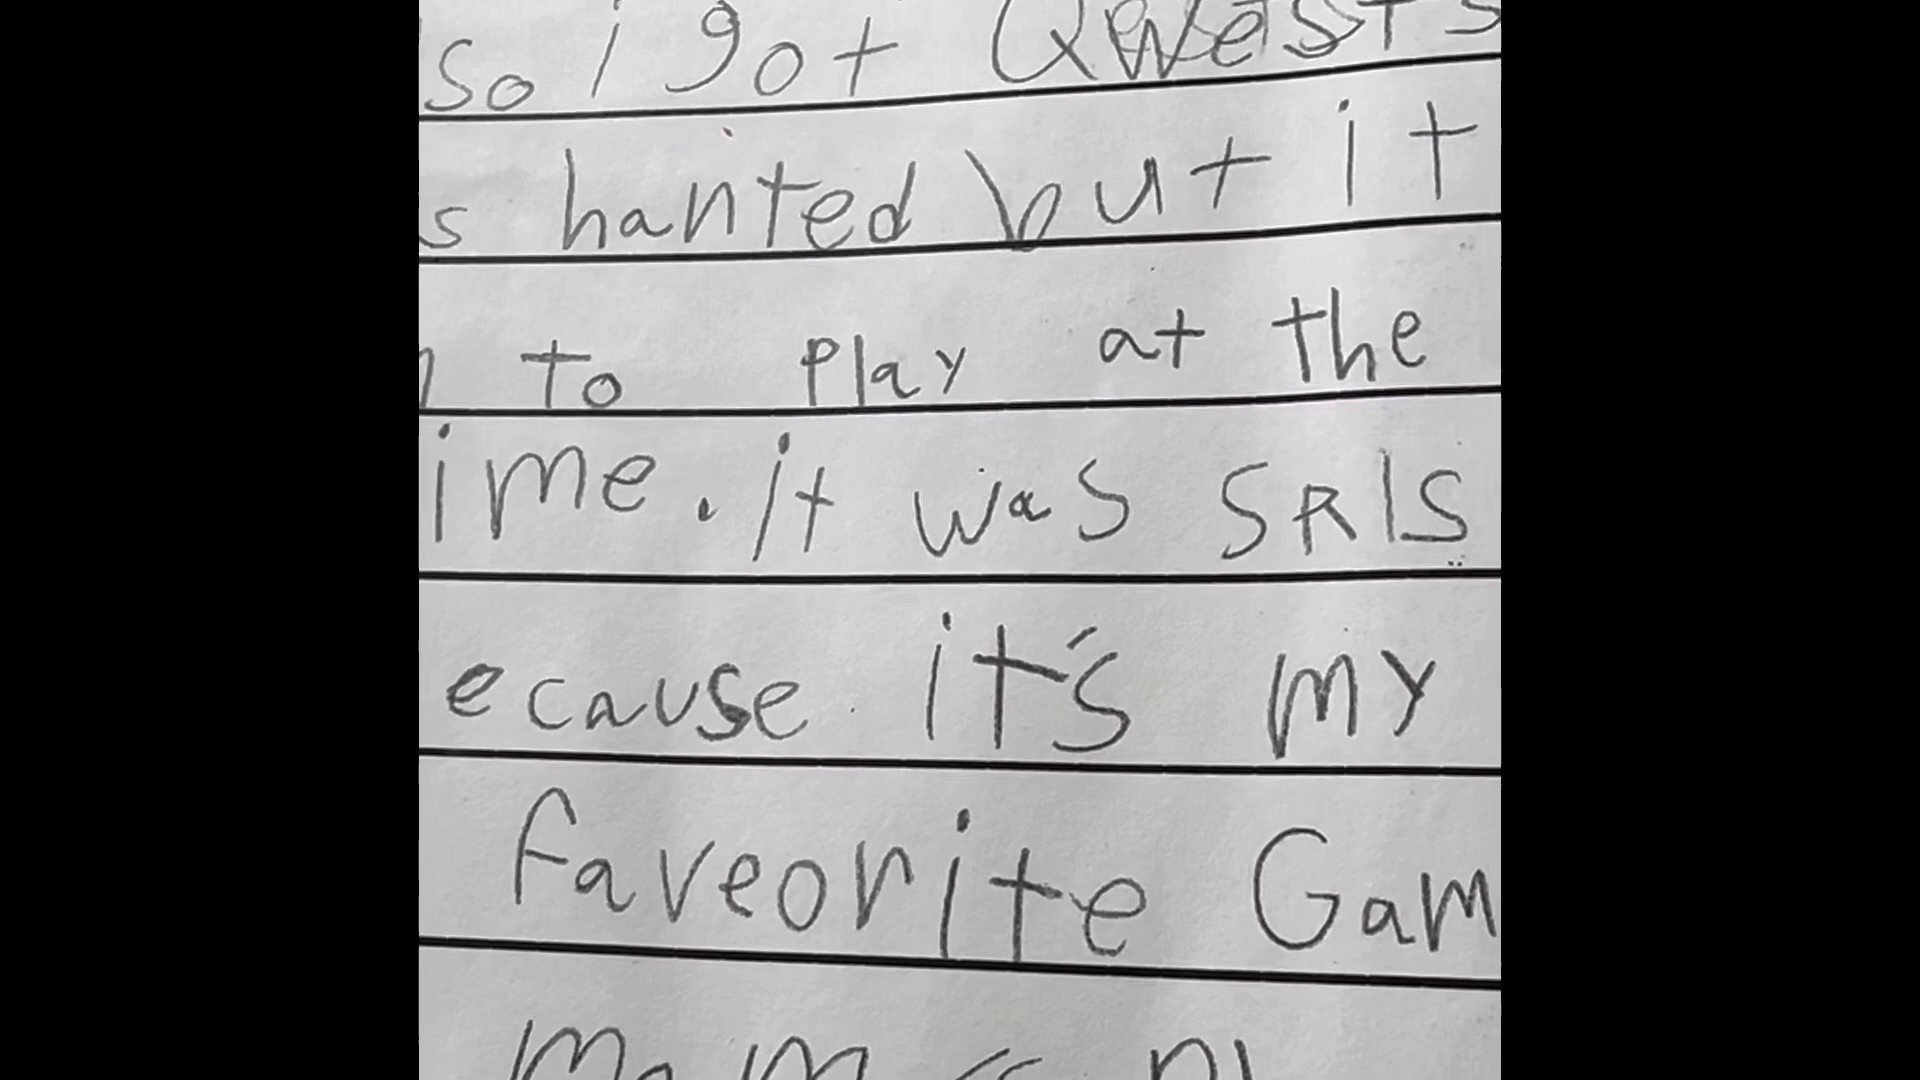 so i got Qwests
s hanted but it
to Play at the
ime. it was SRIS
ecause it's my
faveorite Gam